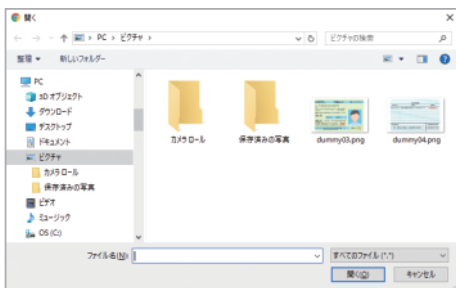 開く
PC › ピクチャ ›
ピクチャの検索
整理 ▼ 新しいフォルダー
PC
3D オブジェクト
ダウンロード
デスクトップ
ドキュメント
ピクチャ
カメラロール
保存済みの写真
ビデオ
ミュージック
OS (C:)
カメラロール
保存済みの写真
dummy03.png
dummy04.png
ファイル名(N):
すべてのファイル (*.*)
開く(O)
キャンセル